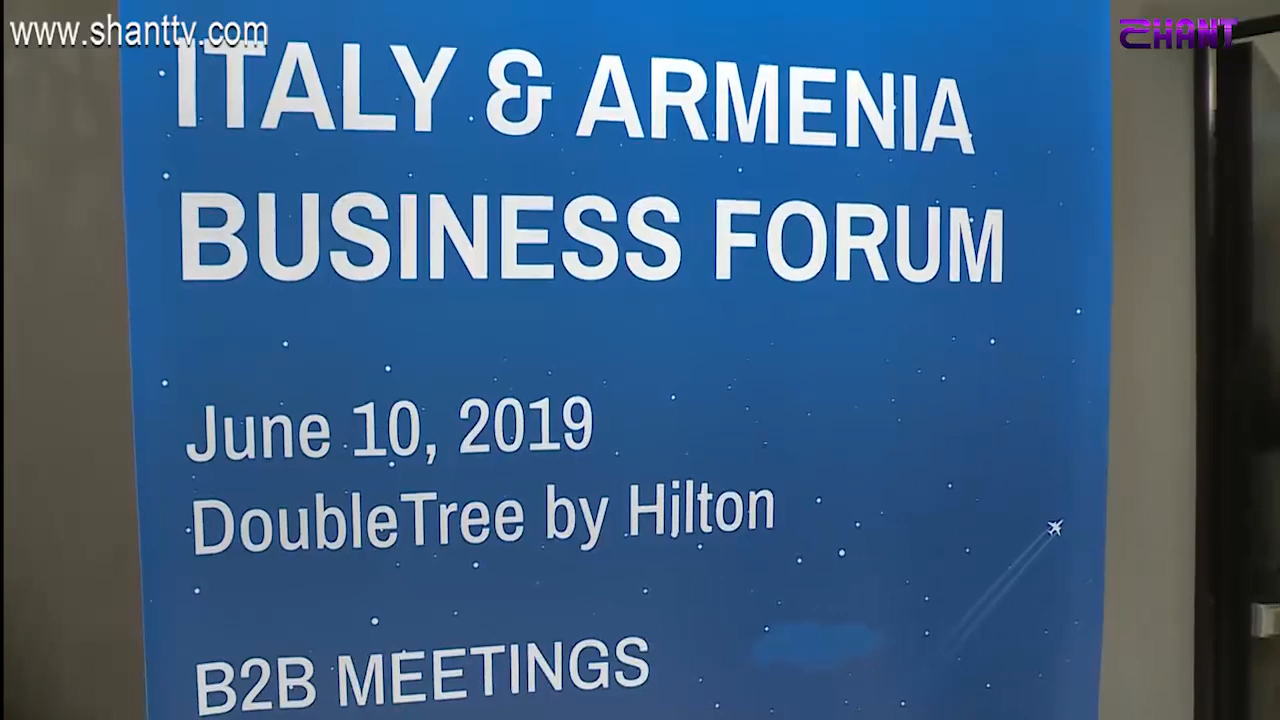 www.shanttv.com
SHANT
ITALY & ARMENIA
BUSINESS FORUM
June 10, 2019
DoubleTree by Hilton
B2B MEETINGS